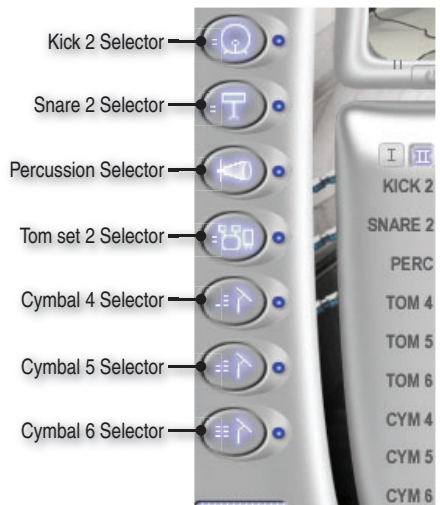 Kick 2 Selector
Snare 2 Selector
Percussion Selector
Tom set 2 Selector
Cymbal 4 Selector
Cymbal 5 Selector
Cymbal 6 Selector
I II
KICK 2
SNARE 2
PERC
TOM 4
TOM 5
TOM 6
CYM 4
CYM 5
CYM 6